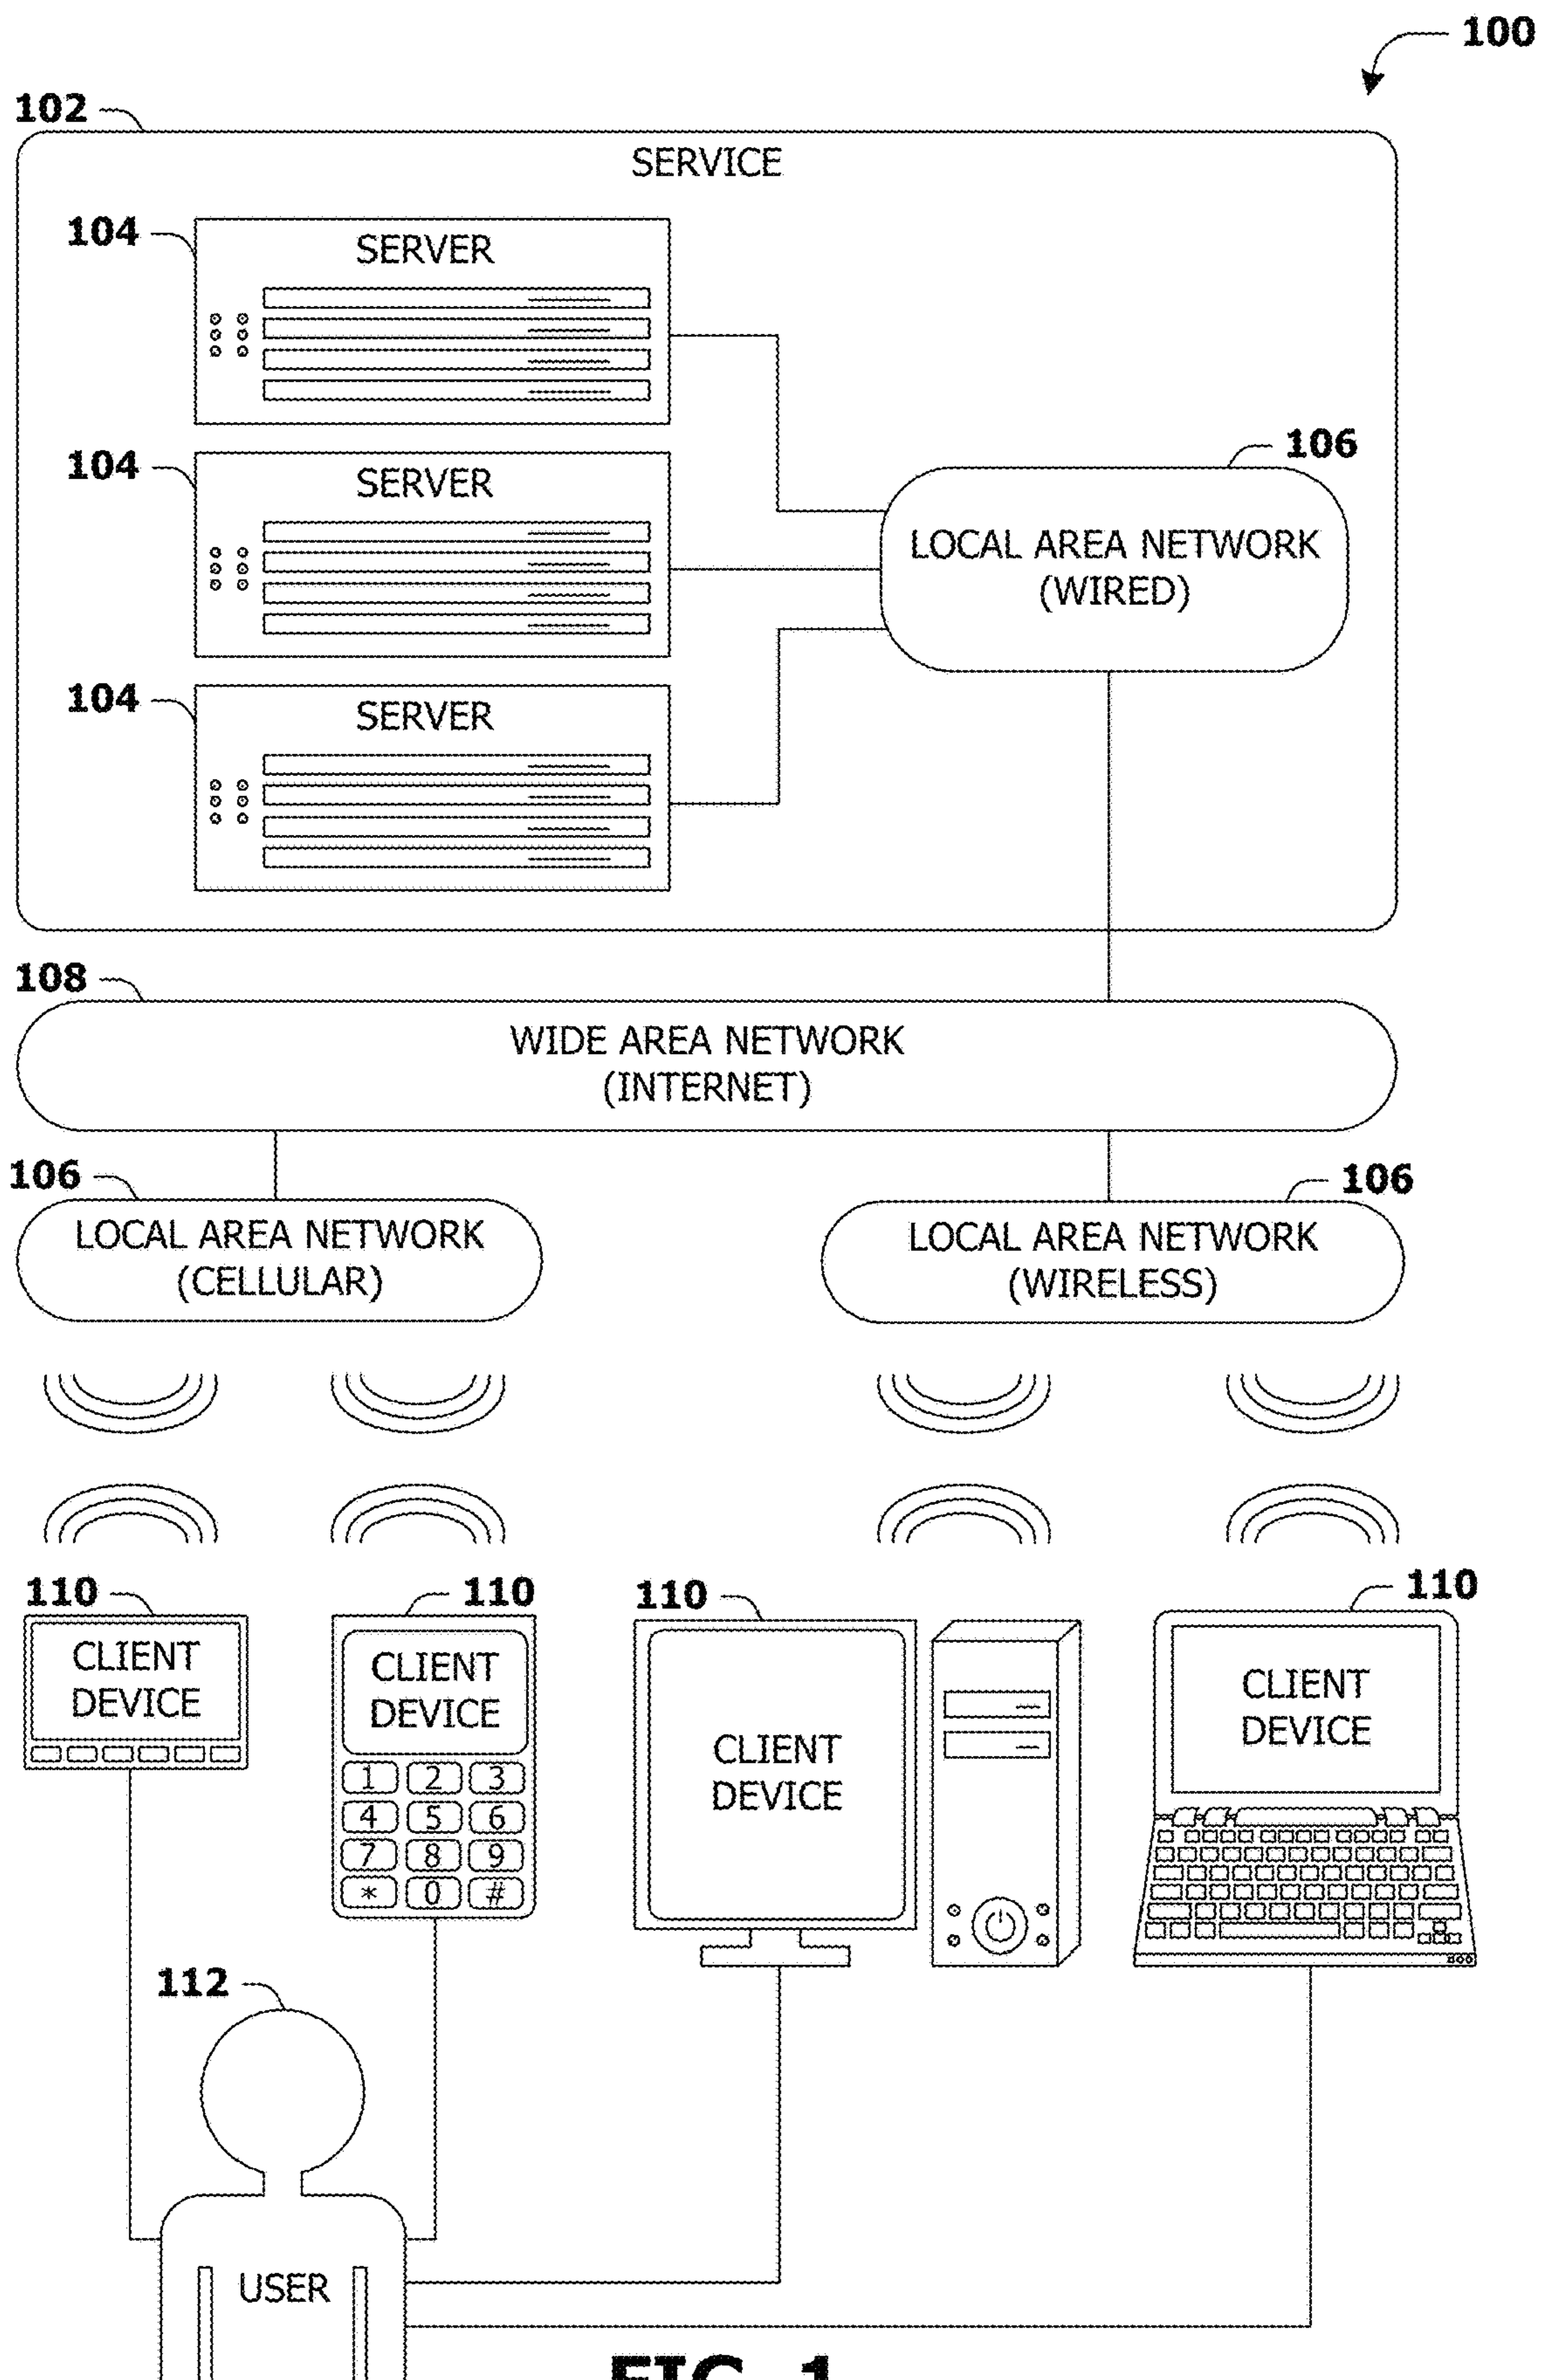 100
102
SERVICE
104
SERVER
106
104
SERVER
LOCAL AREA NETWORK
(WIRED)
104
SERVER
108
WIDE AREA NETWORK
(INTERNET)
106
106
LOCAL AREA NETWORK
(CELLULAR)
LOCAL AREA NETWORK
(WIRELESS)
110
110
110
110
CLIENT
DEVICE
CLIENT
DEVICE
1 2 3
4 5 6
7 8 9
* 0 #
CLIENT
DEVICE
CLIENT
DEVICE
112
USER
FIG. 1